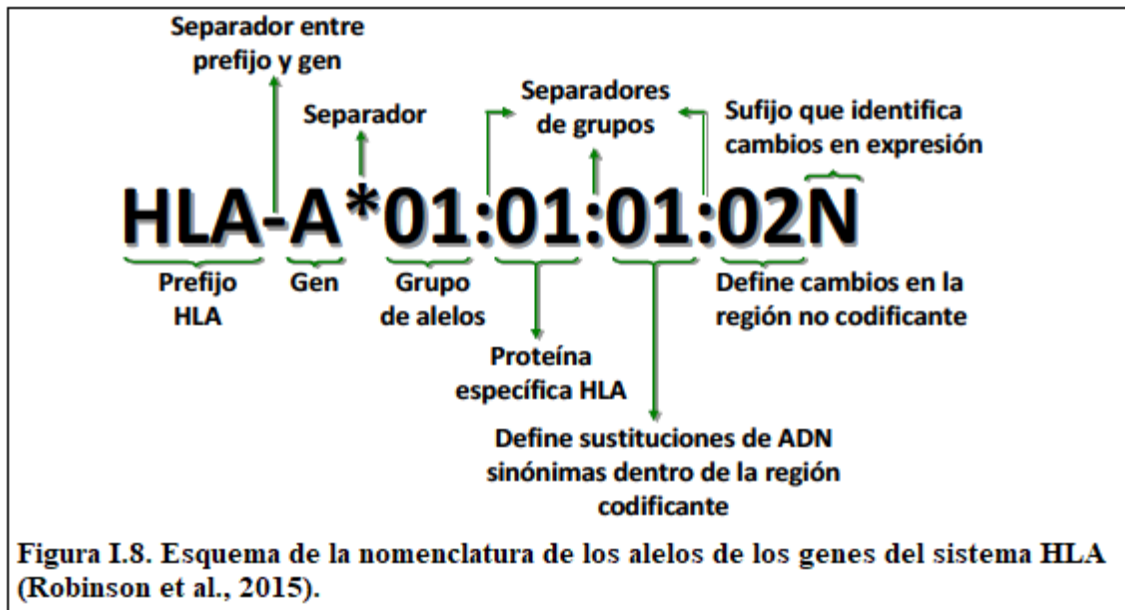 Separador entre
prefijo y gen
Separador
Separadores
de grupos
Sufijo que identifica
cambios en expresión
HLA-A*01:01:01:02N
Prefijo
HLA
Gen
Grupo
de alelos
Define cambios en la
región no codificante
Proteína
específica HLA
Define sustituciones de ADN
sinónimas dentro de la región
codificante
Figura I.8. Esquema de la nomenclatura de los alelos de los genes del sistema HLA
(Robinson et al., 2015).